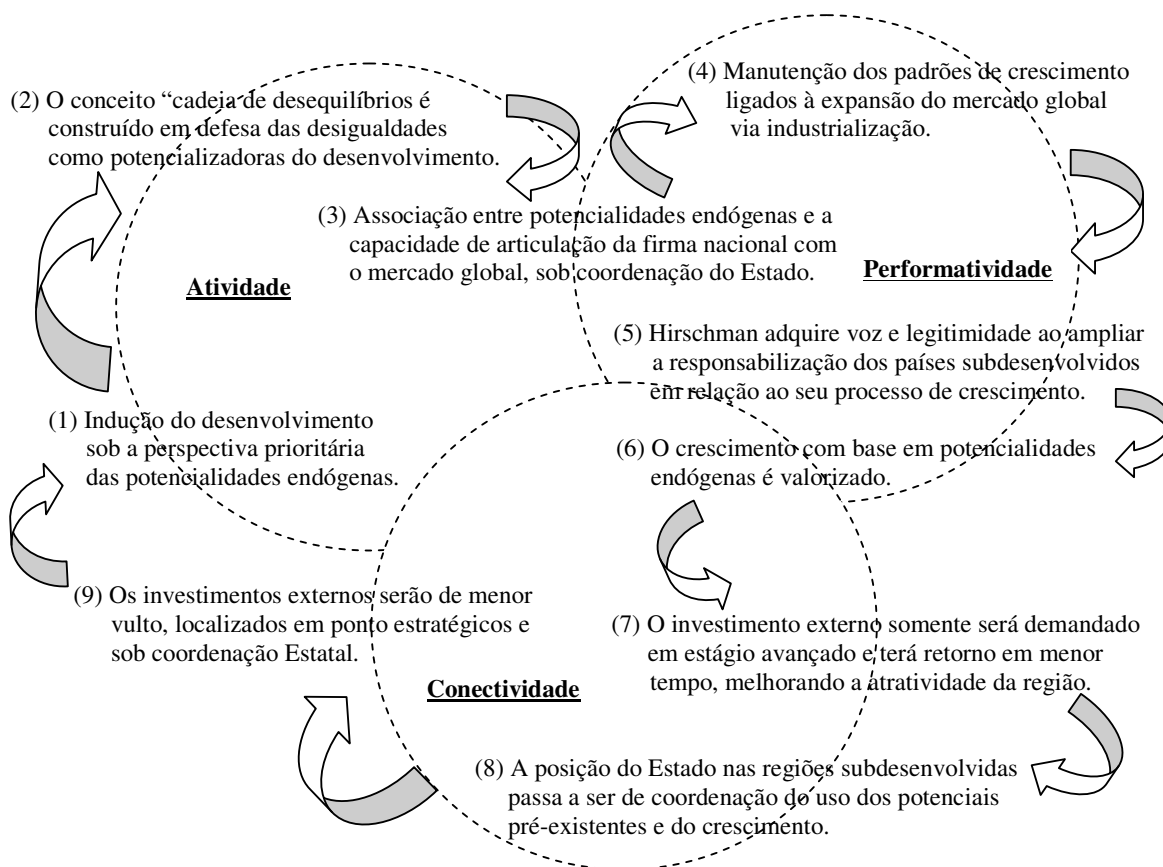 (4) Manutenção dos padrões de crescimento
ligados à expansão do mercado global
via industrialização.
(2) O conceito “cadeia de desequilíbrios é
construído em defesa das desigualdades
como potencializadoras do desenvolvimento.
(3) Associação entre potencialidades endógenas e a
capacidade de articulação da firma nacional com
o mercado global, sob coordenação do Estado.
Atividade
Performatividade
(5) Hirschman adquire voz e legitimidade ao ampliar
a responsabilização dos países subdesenvolvidos
em relação ao seu processo de crescimento.
(1) Indução do desenvolvimento
sob a perspectiva prioritária
das potencialidades endógenas.
(6) O crescimento com base em potencialidades
endógenas é valorizado.
(9) Os investimentos externos serão de menor
vulto, localizados em ponto estratégicos e
sob coordenação Estatal.
(7) O investimento externo somente será demandado
em estágio avançado e terá retorno em menor
tempo, melhorando a atratividade da região.
Conectividade
(8) A posição do Estado nas regiões subdesenvolvidas
passa a ser de coordenação do uso dos potenciais
pré-existentes e do crescimento.